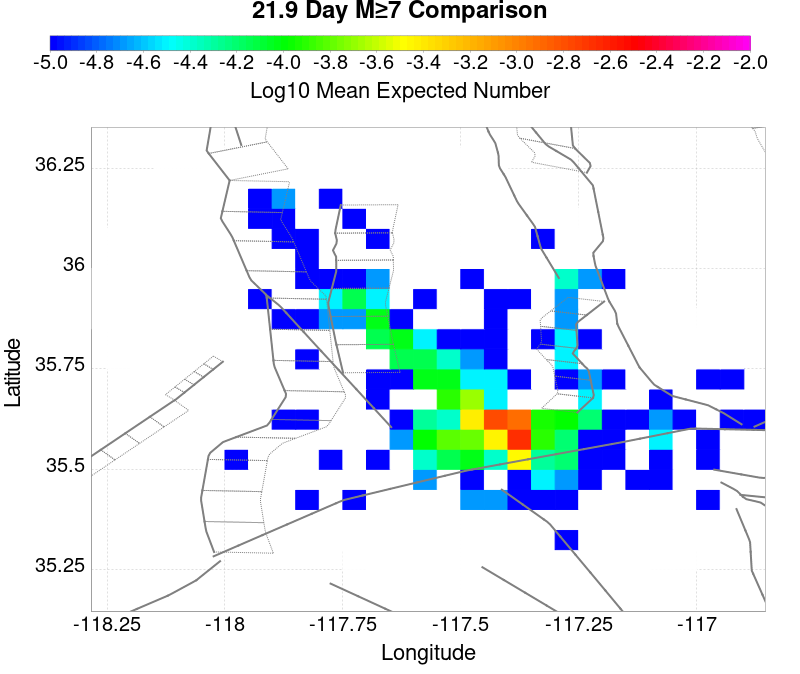 21.9 Day M≥7 Comparison
-5.0 -4.8 -4.6 -4.4 -4.2 -4.0 -3.8 -3.6 -3.4 -3.2 -3.0 -2.8 -2.6 -2.4 -2.2 -2.0
Log10 Mean Expected Number
36.25
36
35.75
35.5
35.25
Latitude
-118.25 -118 -117.75 -117.5 -117.25 -117
Longitude